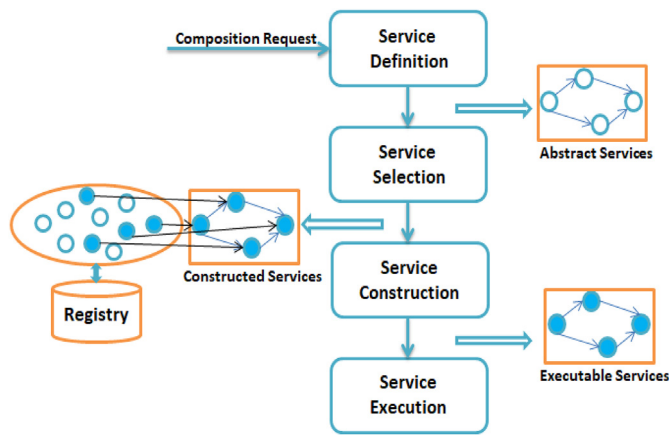 Composition Request
Service
Definition
Abstract Services
Service
Selection
Constructed Services
Service
Construction
Registry
Executable Services
Service
Execution